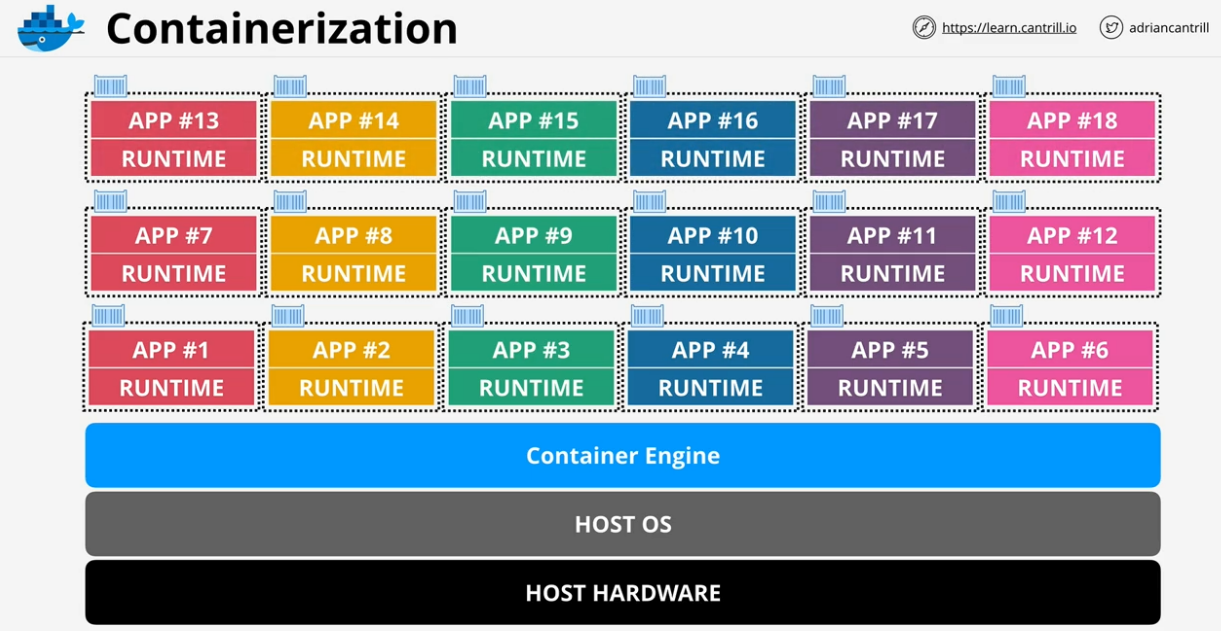 Containerization
https://learn.cantrill.io
adriancantrill
APP #13
RUNTIME
APP #14
RUNTIME
APP #15
RUNTIME
APP #16
RUNTIME
APP #17
RUNTIME
APP #18
RUNTIME
APP #7
RUNTIME
APP #8
RUNTIME
APP #9
RUNTIME
APP #10
RUNTIME
APP #11
RUNTIME
APP #12
RUNTIME
APP #1
RUNTIME
APP #2
RUNTIME
APP #3
RUNTIME
APP #4
RUNTIME
APP #5
RUNTIME
APP #6
RUNTIME
Container Engine
HOST OS
HOST HARDWARE